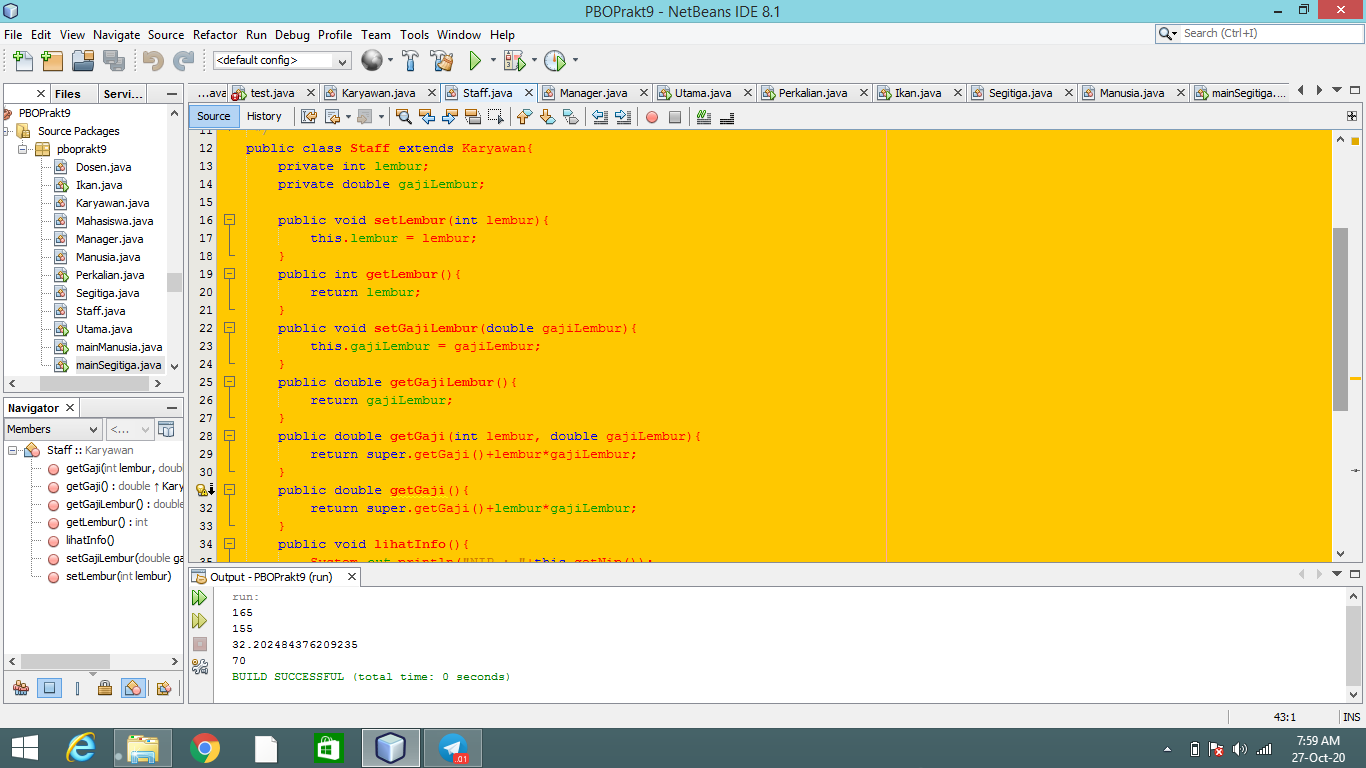 PBOPrakt9 - NetBeans IDE 8.1
File Edit View Navigate Source Refactor Run Debug Profile Team Tools Window Help
Search (Ctrl+I)
<default config>
Files Servi...
...ava test.java Karyawan.java Staff.java Manager.java Utama.java Perkalian.java Ikan.java Segitiga.java Manusia.java mainSegitiga....
PBOPrakt9
Source Packages
pboprakt9
Dosen.java
Ikan.java
Karyawan.java
Mahasiswa.java
Manager.java
Manusia.java
Perkalian.java
Segitiga.java
Staff.java
Utama.java
mainManusia.java
mainSegitiga.java
Navigator
Members <...
Staff :: Karyawan
getGaji(int lembur, doub
getGaji() : double ↑ Kary
getGajiLembur() : double
getLembur() : int
lihatInfo()
setGajiLembur(double ga
setLembur(int lembur)
Source History
11 */
12 public class Staff extends Karyawan{
13 private int lembur;
14 private double gajiLembur;
15
16 public void setLembur(int lembur){
17 this.lembur = lembur;
18 }
19 public int getLembur(){
20 return lembur;
21 }
22 public void setGajiLembur(double gajiLembur){
23 this.gajiLembur = gajiLembur;
24 }
25 public double getGajiLembur(){
26 return gajiLembur;
27 }
28 public double getGaji(int lembur, double gajiLembur){
29 return super.getGaji()+lembur*gajiLembur;
30 }
public double getGaji(){
32 return super.getGaji()+lembur*gajiLembur;
33 }
34 public void lihatInfo(){
35 System.out.println("NIP : "+this.getNip());
Output - PBOPrakt9 (run)
run:
165
155
32.202484376209235
70
BUILD SUCCESSFUL (total time: 0 seconds)
43:1 INS
.01
7:59 AM
27-Oct-20